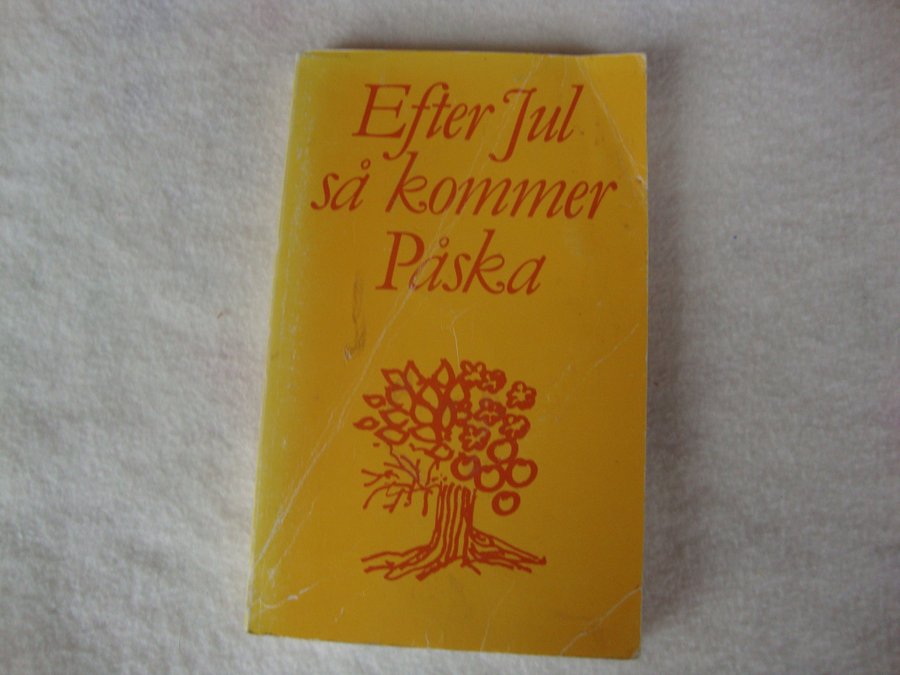 Efter Jul
så kommer
Påska